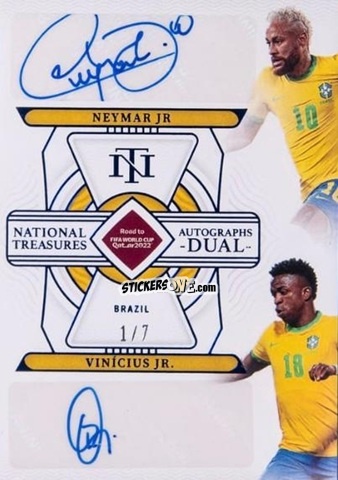 10
NEYMAR JR
NT
NATIONAL
TREASURES
Road to
FIFA WORLD CUP
Qatar2022
AUTOGRAPHS
-DUAL-
STICKERSONE.com
BRAZIL
1/7
VINÍCIUS JR.
10
18